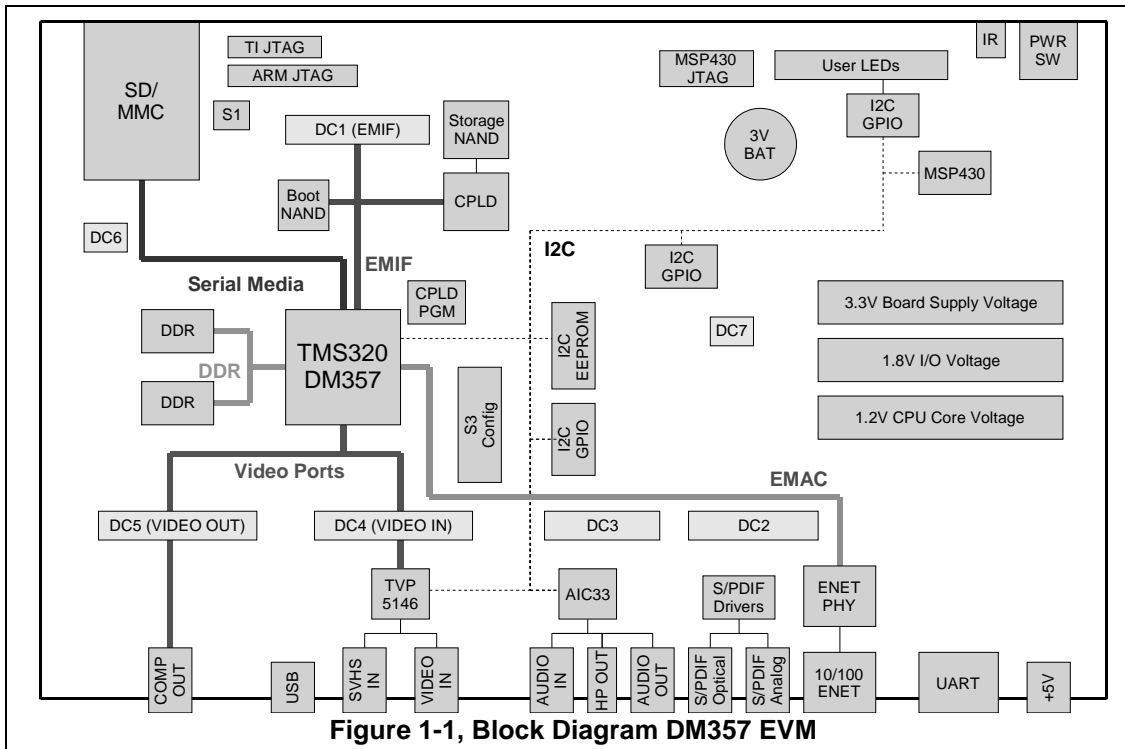 TI JTAG
ARM JTAG
MSP430
JTAG
User LEDs
IR
PWR
SW
SD/
MMC
S1
DC1 (EMIF)
Storage
NAND
3V
BAT
I2C
GPIO
MSP430
Boot
NAND
CPLD
DC6
EMIF
I2C
I2C
GPIO
Serial Media
CPLD
PGM
3.3V Board Supply Voltage
DDR
DDR
DDR
TMS320
DM357
I2C
EEPROM
DC7
1.8V I/O Voltage
S3
Config
I2C
GPIO
1.2V CPU Core Voltage
Video Ports
EMAC
DC5 (VIDEO OUT)
DC4 (VIDEO IN)
DC3
DC2
TVP
5146
AIC33
S/PDIF
Drivers
ENET
PHY
COMP
OUT
USB
SVHS
IN
VIDEO
IN
AUDIO
IN
HP OUT
AUDIO
OUT
S/PDIF
Optical
S/PDIF
Analog
10/100
ENET
UART
+5V
Figure 1-1, Block Diagram DM357 EVM